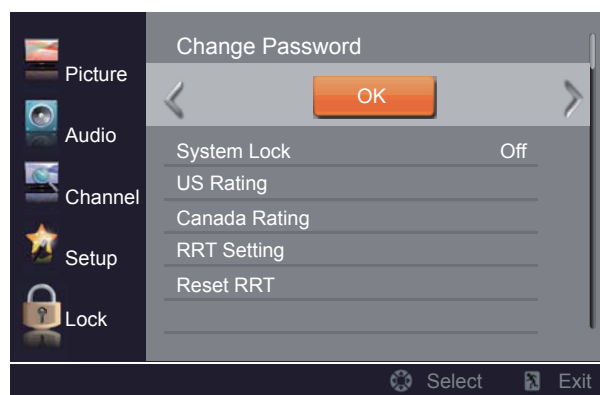 Change Password
OK
System Lock Off
US Rating
Canada Rating
RRT Setting
Reset RRT
Picture
Audio
Channel
Setup
Lock
Select Exit